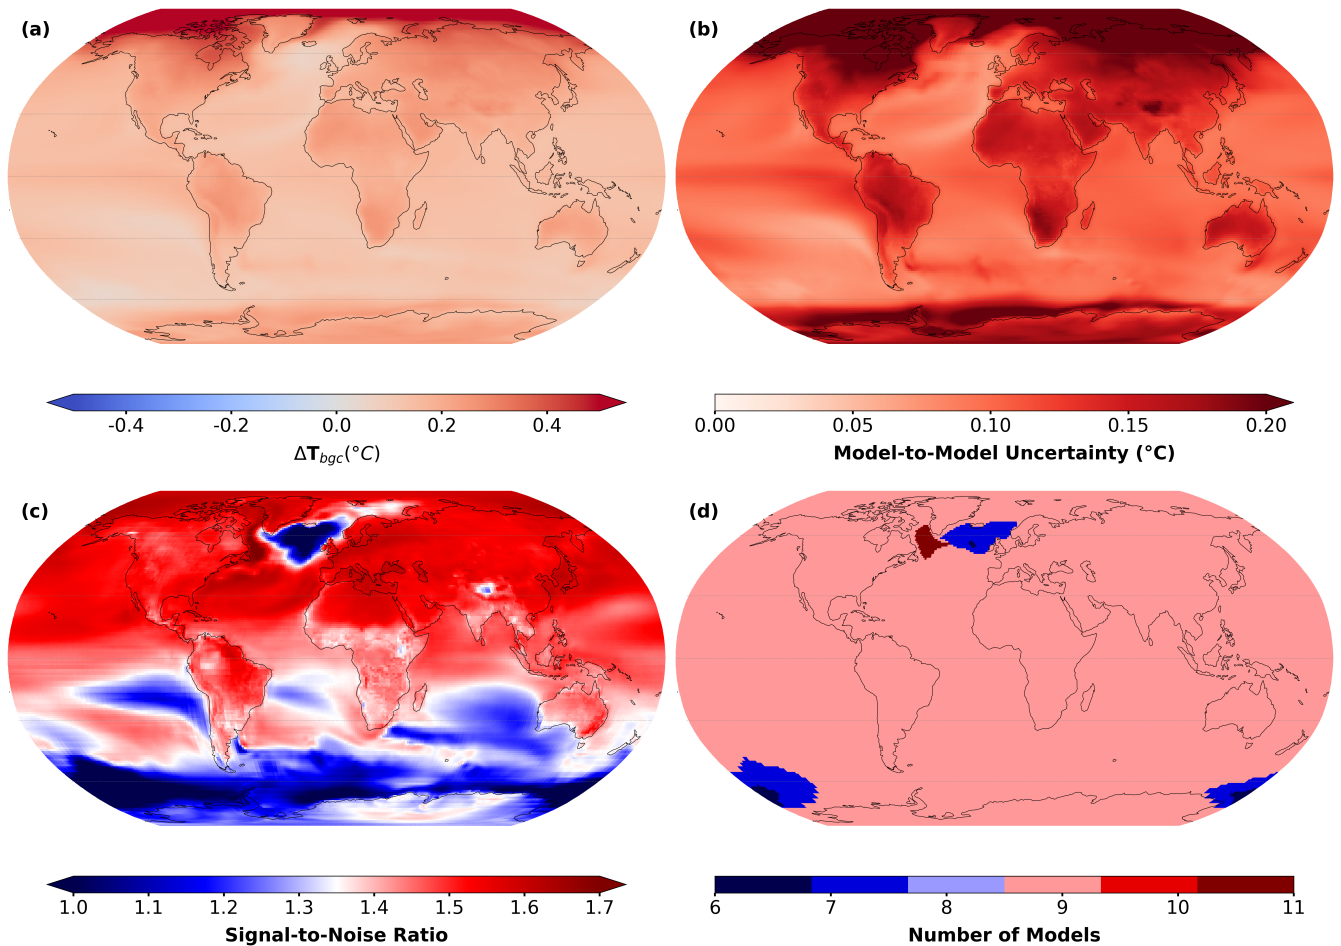 (a)
(b)
-0.4 -0.2 0.0 0.2 0.4
ΔT_bgc(°C)
0.00 0.05 0.10 0.15 0.20
Model-to-Model Uncertainty (°C)
(c)
(d)
1.0 1.1 1.2 1.3 1.4 1.5 1.6 1.7
Signal-to-Noise Ratio
6 7 8 9 10 11
Number of Models